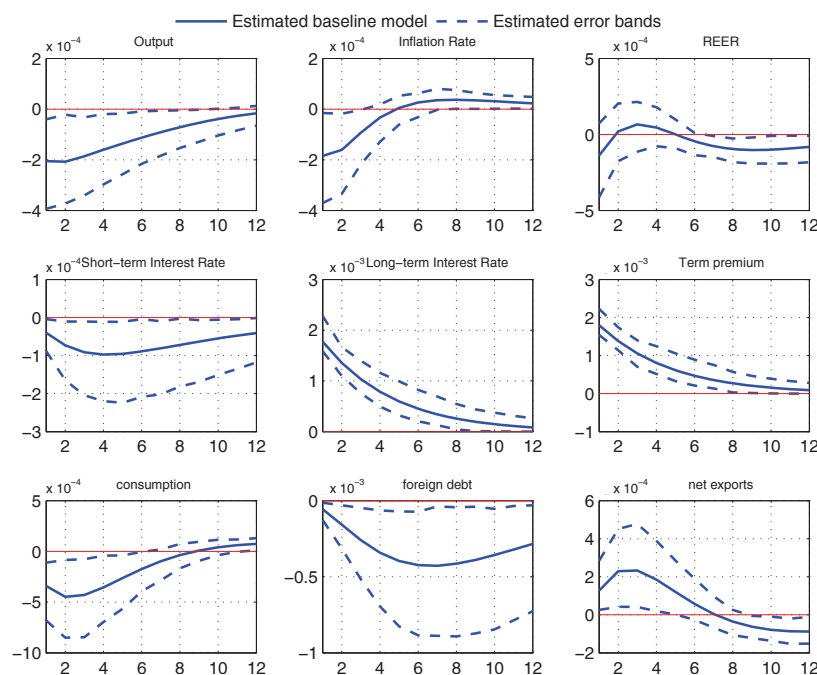 Estimated baseline model Estimated error bands
x 10⁻⁴ Output x 10⁻⁴ Inflation Rate x 10⁻⁴ REER
2 2 5
0 0 0
−2 −2
−4 −4 −5
2 4 6 8 10 12 2 4 6 8 10 12 2 4 6 8 10 12
x 10⁻⁴ Short−term Interest Rate x 10⁻³ Long−term Interest Rate x 10⁻³ Term premium
1 3 3
0 2 2
−1 1 1
−2 0
−3 0 −1
2 4 6 8 10 12 2 4 6 8 10 12 2 4 6 8 10 12
x 10⁻⁴ consumption x 10⁻³ foreign debt x 10⁻⁴ net exports
5 0 6
0 4
−0.5 2
−5 0
−10 −1 −2
2 4 6 8 10 12 2 4 6 8 10 12 2 4 6 8 10 12